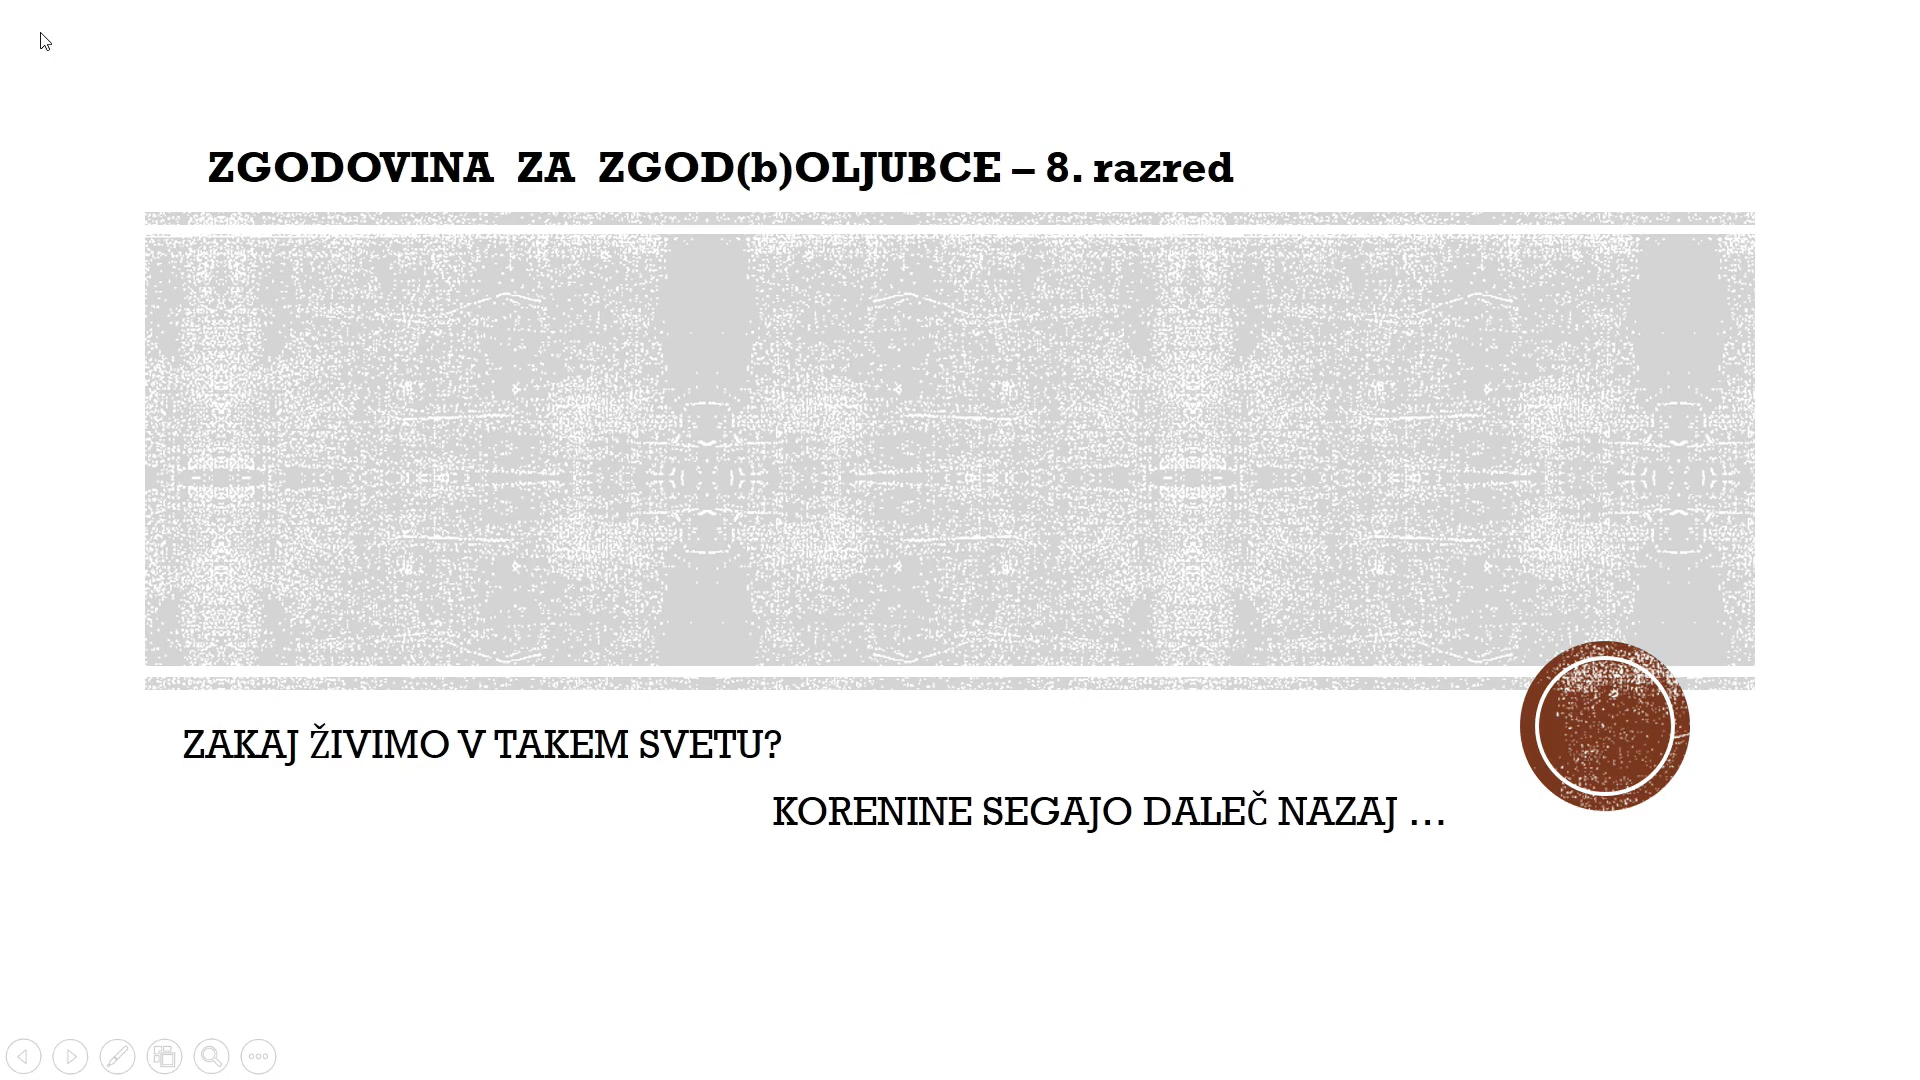 ZGODOVINA ZA ZGOD(b)OLJUBCE – 8. razred
ZAKAJ ŽIVIMO V TAKEM SVETU?
KORENINE SEGAJO DALEČ NAZAJ ...